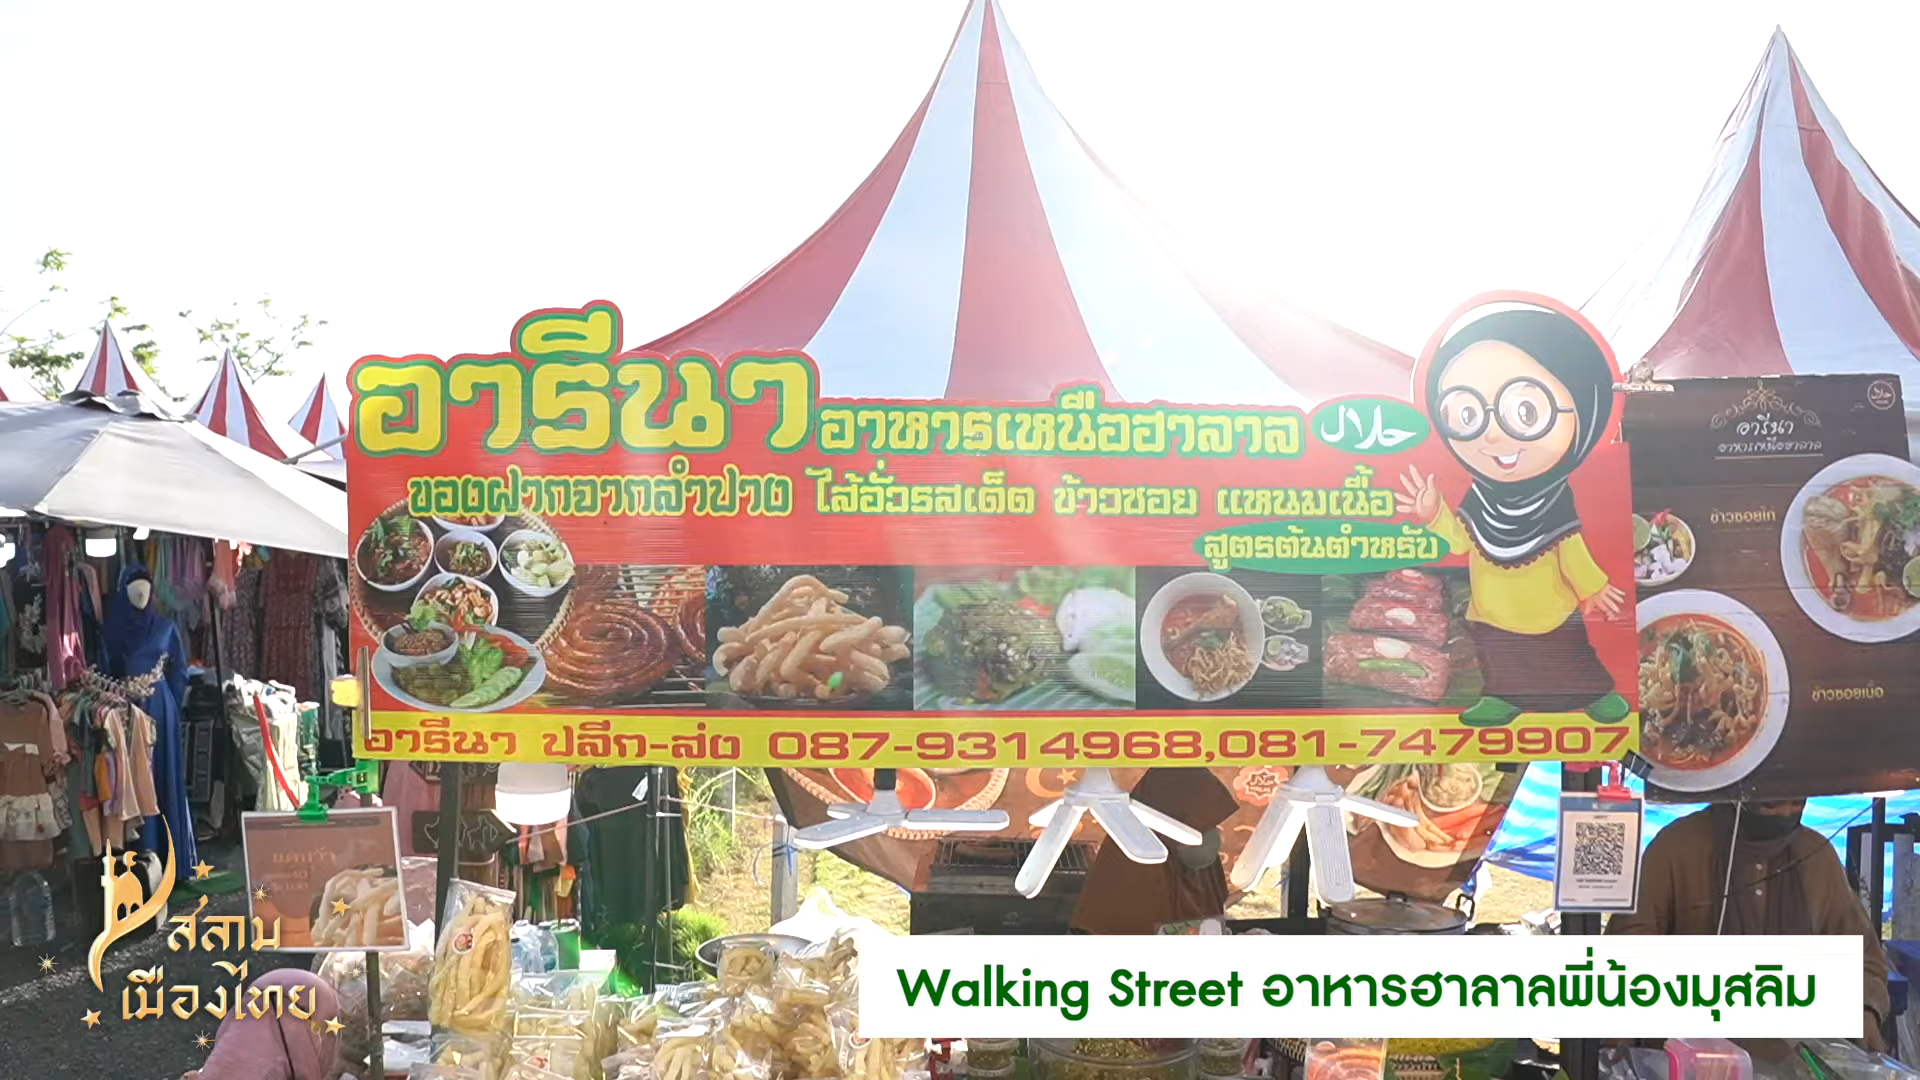 อารีนา อาหารเหนือฮาลาล حلال
ของฝากจากลำปาง ไส้อั่วรสเด็ด ข้าวซอย แหนมเนื้อ
สูตรต้นตำหรับ
อารีนา ปลีก-ส่ง 087-9314968,081-7479907
อารีนา
อาหารเหนือฮาลาล
ข้าวซอยไก่
ข้าวซอยเนื้อ
สลาม
เมืองไทย
Walking Street อาหารฮาลาลพี่น้องมุสลิม